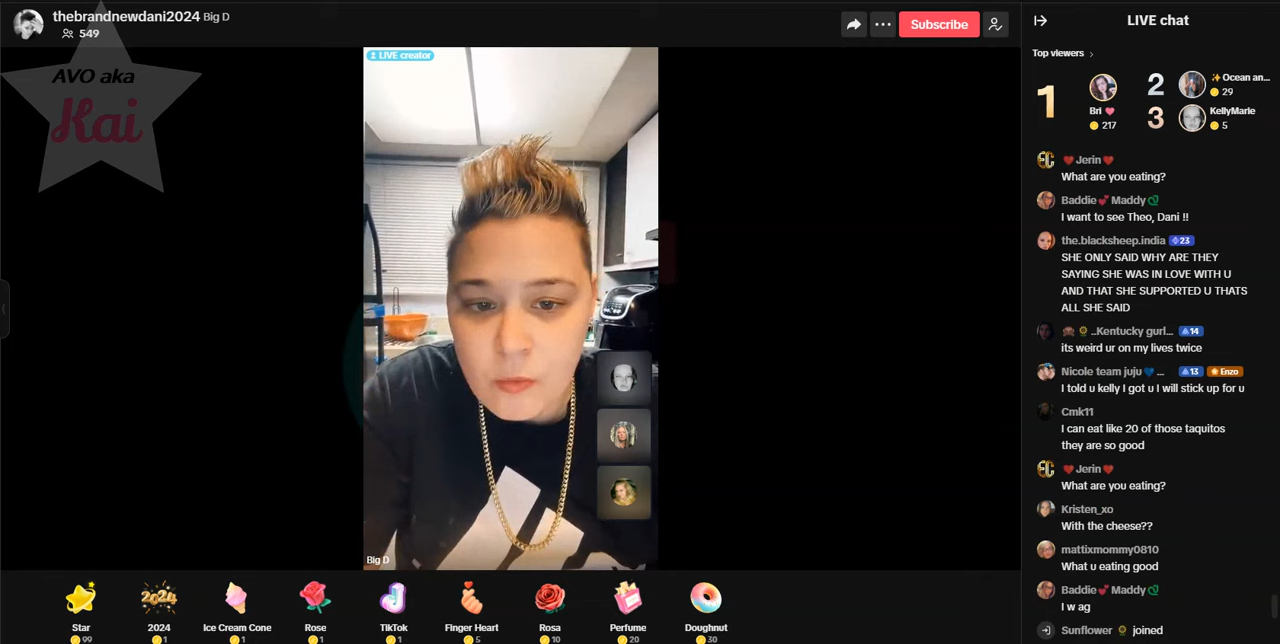 thebrandnewdani2024 Big D
549
Subscribe
AVO aka
Kai
LIVE creator
Big D
Star
99
2024
2024
1
Ice Cream Cone
1
Rose
1
TikTok
1
Finger Heart
5
Rosa
10
Perfume
20
Doughnut
30
LIVE chat
Top viewers
1
Bri
217
2
Ocean an...
29
3
KellyMarie
5
EC
Jerin
What are you eating?
Baddie Maddy
I want to see Theo, Dani !!
the.blacksheep.india 23
SHE ONLY SAID WHY ARE THEY
SAYING SHE WAS IN LOVE WITH U
AND THAT SHE SUPPORTED U THATS
ALL SHE SAID
..Kentucky gurl... 14
its weird ur on my lives twice
Nicole team juju ... 13 Enzo
I told u kelly I got u I will stick up for u
Cmk11
I can eat like 20 of those taquitos
they are so good
EC
Jerin
What are you eating?
Kristen_xo
With the cheese??
mattixmommy0810
What u eating good
Baddie Maddy
I w ag
Sunflower joined